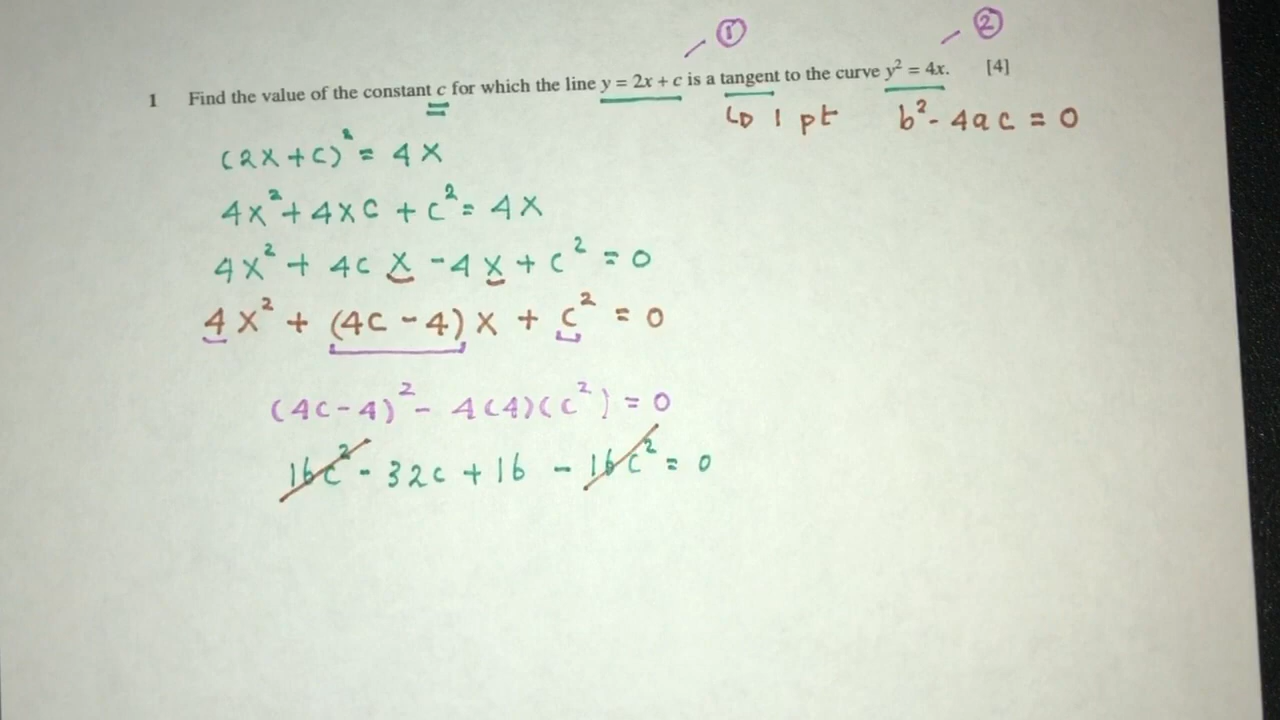 ① ②
1 Find the value of the constant c for which the line y = 2x + c is a tangent to the curve y² = 4x. [4]
↳ 1 pt b² - 4ac = 0
(2x + c)² = 4x
4x² + 4xc + c² = 4x
4x² + 4c x - 4x + c² = 0
4x² + (4c - 4)x + c² = 0
(4c - 4)² - 4(4)(c²) = 0
16c² - 32c + 16 - 16c² = 0